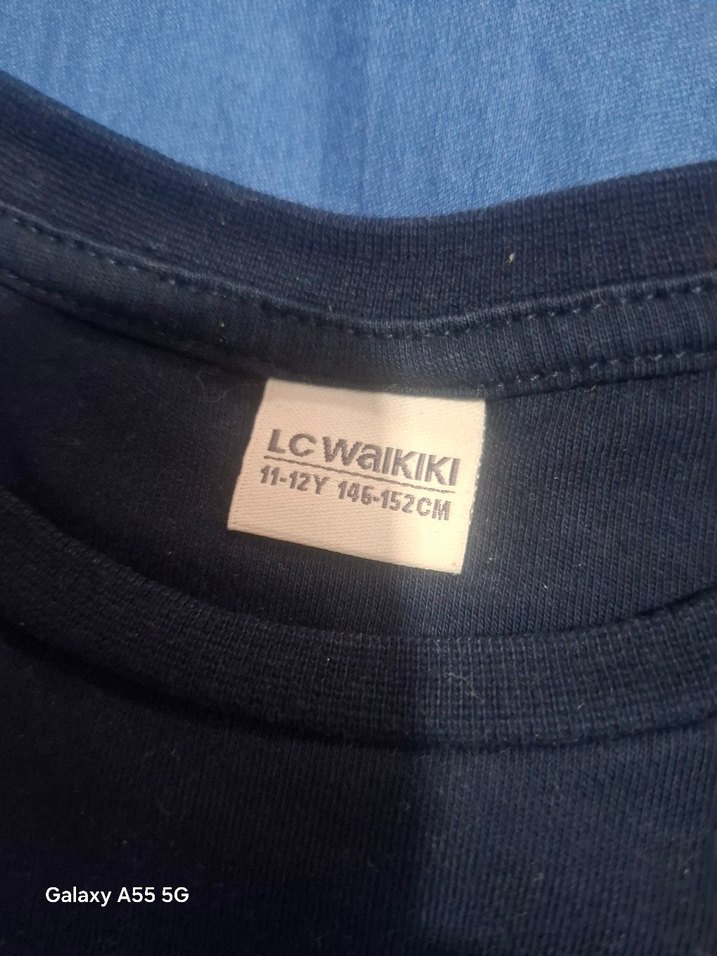 LC WAIKIKI
11-12Y 146-152CM
Galaxy A55 5G